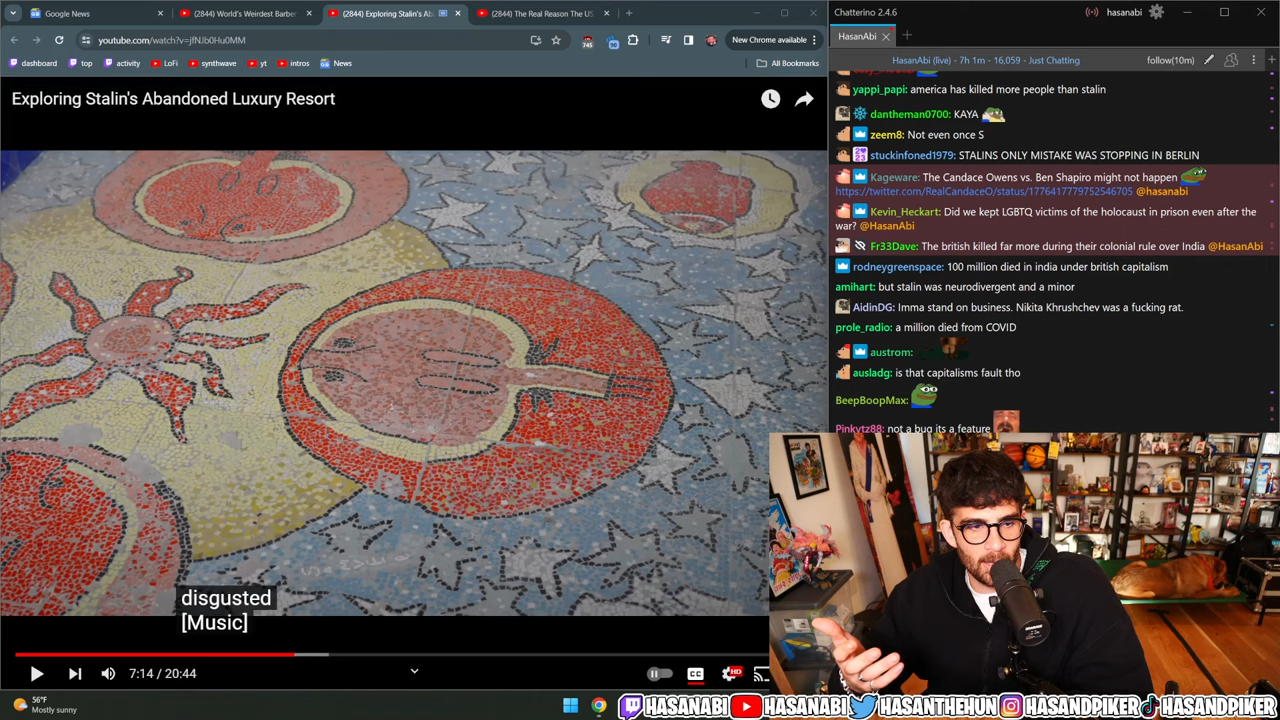 Google News
(2844) World's Weirdest Barber
(2844) Exploring Stalin's Ab
(2844) The Real Reason The US
youtube.com/watch?v=jfNJb0Hu0MM
745
90
New Chrome available
dashboard
top
activity
LoFi
synthwave
yt
intros
News
All Bookmarks
Exploring Stalin's Abandoned Luxury Resort
disgusted
[Music]
7:14 / 20:44
CC
HD
56°F
Mostly sunny
Chatterino 2.4.6
hasanabi
HasanAbi
HasanAbi (live) - 7h 1m - 16,059 - Just Chatting
follow(10m)
yappi_papi: america has killed more people than stalin
dantheman0700: KAYA
zeem8: Not even once S
stuckinfoned1979: STALINS ONLY MISTAKE WAS STOPPING IN BERLIN
Kageware: The Candace Owens vs. Ben Shapiro might not happen
https://twitter.com/RealCandaceO/status/1776417779752546705 @hasanabi
Kevin_Heckart: Did we kept LGBTQ victims of the holocaust in prison even after the
war? @HasanAbi
Fr33Dave: The british killed far more during their colonial rule over India @HasanAbi
rodneygreenspace: 100 million died in india under british capitalism
amihart: but stalin was neurodivergent and a minor
AidinDG: Imma stand on business. Nikita Khrushchev was a fucking rat.
prole_radio: a million died from COVID
austrom:
ausladg: is that capitalisms fault tho
BeepBoopMax:
Pinkytz88: not a bug its a feature
HASANABI
HASANABI
HASANTHEHUN
HASANDPIKER
HASANDPIKER